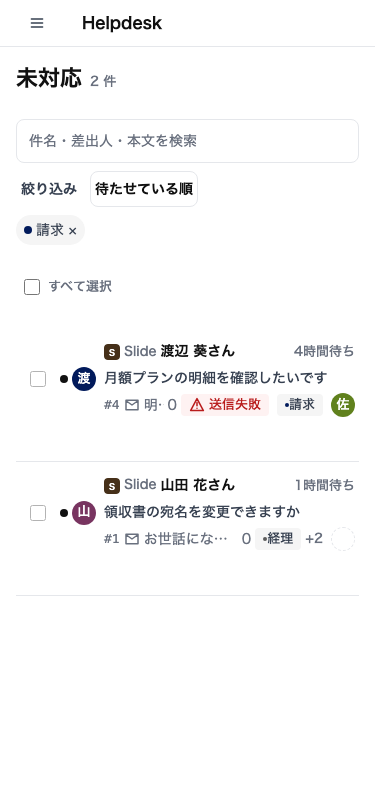 Helpdesk
未対応 2 件
件名・差出人・本文を検索
絞り込み 待たせている順
請求 ×
すべて選択
S Slide 渡辺 葵さん 4時間待ち
渡 月額プランの明細を確認したいです
#4 明· 0 送信失敗 •請求 佐
S Slide 山田 花さん 1時間待ち
山 領収書の宛名を変更できますか
#1 お世話にな… 0 •経理 +2